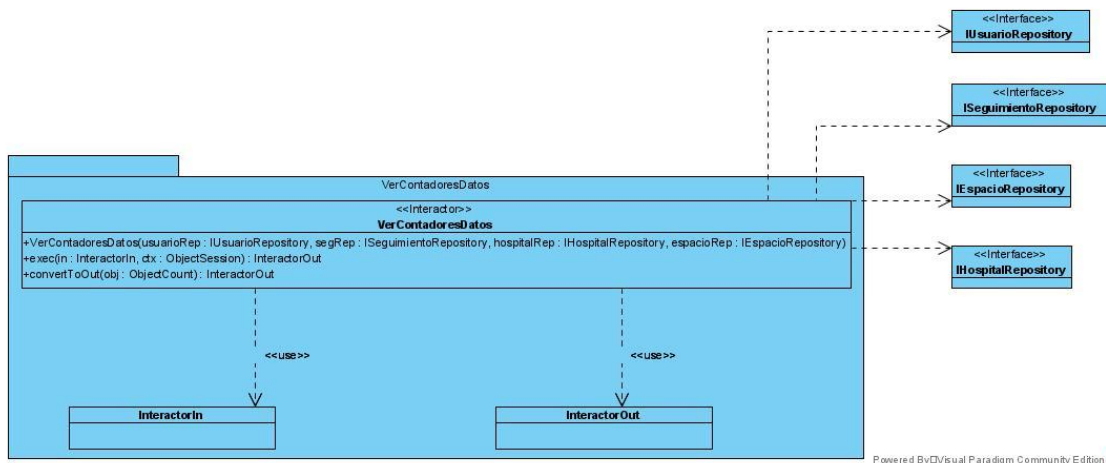 <<Interface>>
IUsuarioRepository
<<Interface>>
ISeguimientoRepository
<<Interface>>
IEspacioRepository
<<Interface>>
IHospitalRepository
VerContadoresDatos
<<Interactor>>
VerContadoresDatos
+VerContadoresDatos(usuarioRep : IUsuarioRepository, segRep : ISeguimientoRepository, hospitalRep : IHospitalRepository, espacioRep : IEspacioRepository)
+exec(in : InteractorIn, ctx : ObjectSession) : InteractorOut
+convertToOut(obj : ObjectCount) : InteractorOut
<<use>>
<<use>>
InteractorIn
InteractorOut
Powered By□Visual Paradigm Community Edition